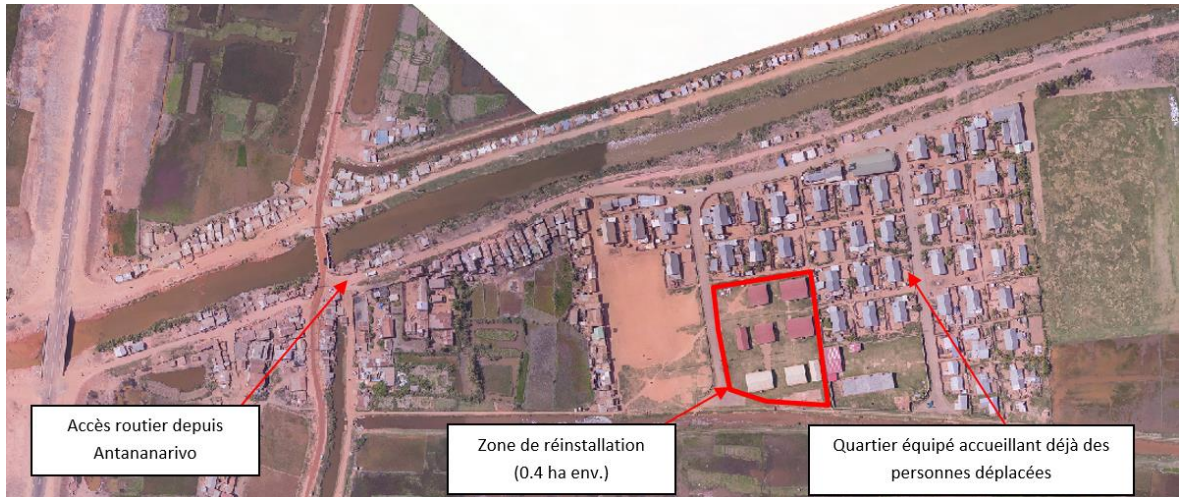 Accès routier depuis
Antananarivo
Zone de réinstallation
(0.4 ha env.)
Quartier équipé accueillant déjà des
personnes déplacées